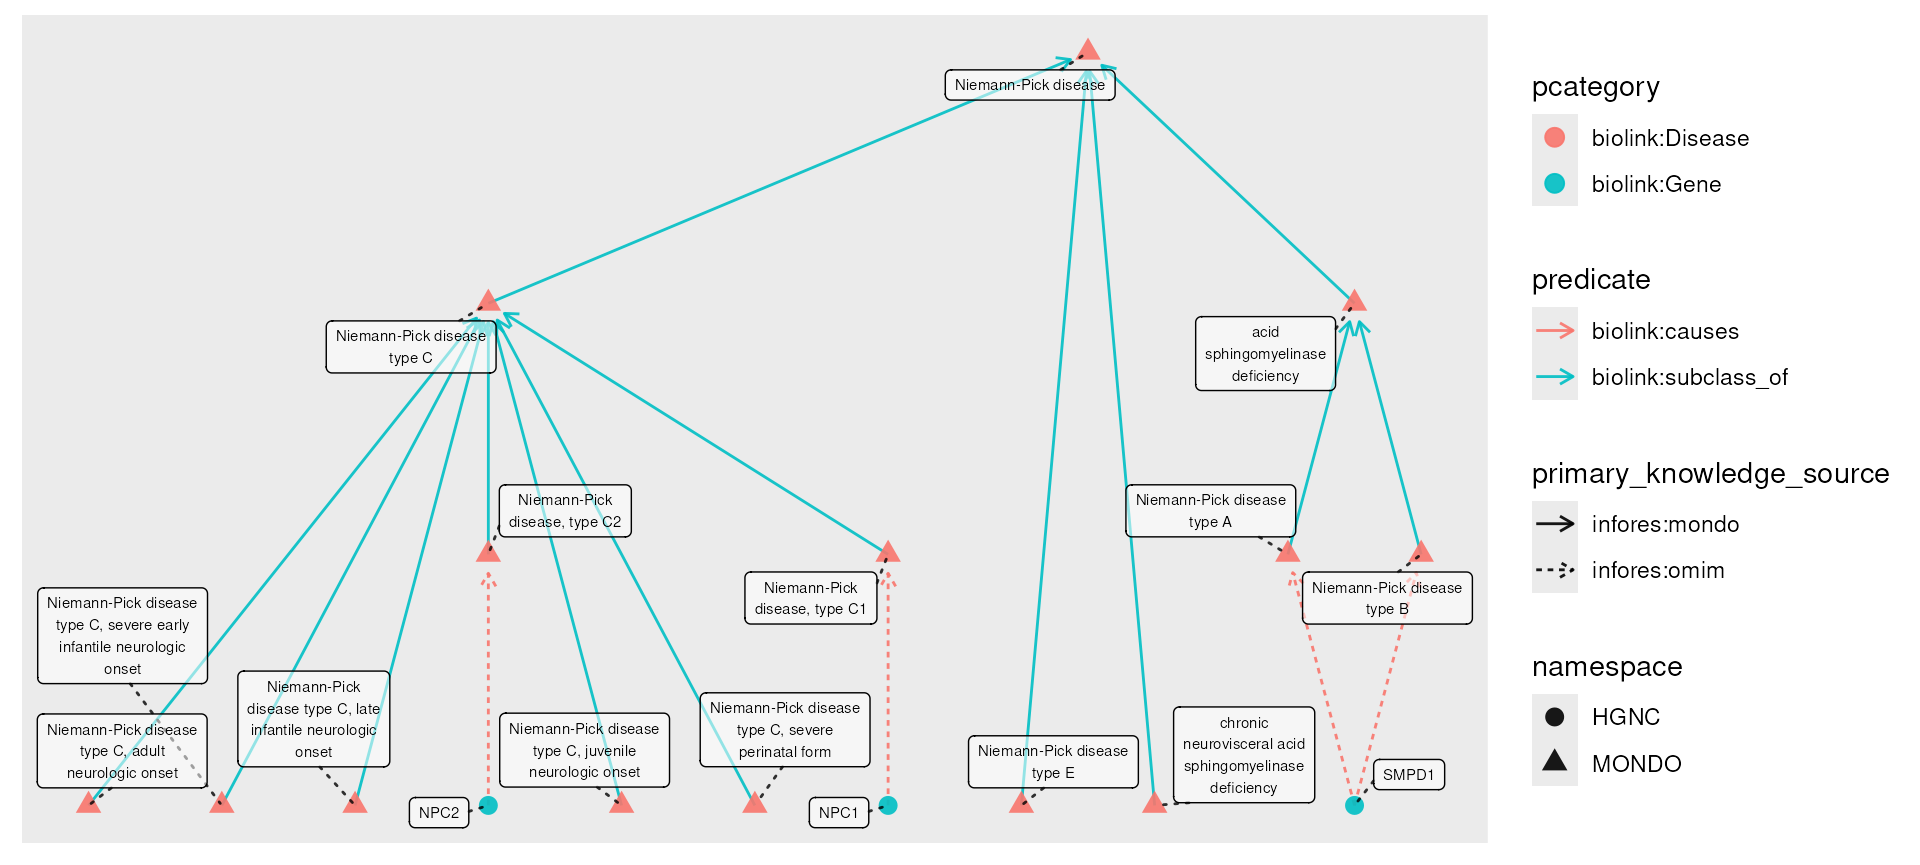 Niemann-Pick disease
Niemann-Pick disease
type C
acid
sphingomyelinase
deficiency
Niemann-Pick
disease, type C2
Niemann-Pick disease
type A
Niemann-Pick
disease, type C1
Niemann-Pick disease
type B
Niemann-Pick disease
type C, severe early
infantile neurologic
onset
Niemann-Pick disease
type C, adult
neurologic onset
Niemann-Pick
disease type C, late
infantile neurologic
onset
NPC2
Niemann-Pick disease
type C, juvenile
neurologic onset
Niemann-Pick disease
type C, severe
perinatal form
NPC1
Niemann-Pick disease
type E
chronic
neurovisceral acid
sphingomyelinase
deficiency
SMPD1
pcategory
biolink:Disease
biolink:Gene
predicate
biolink:causes
biolink:subclass_of
primary_knowledge_source
infores:mondo
infores:omim
namespace
HGNC
MONDO